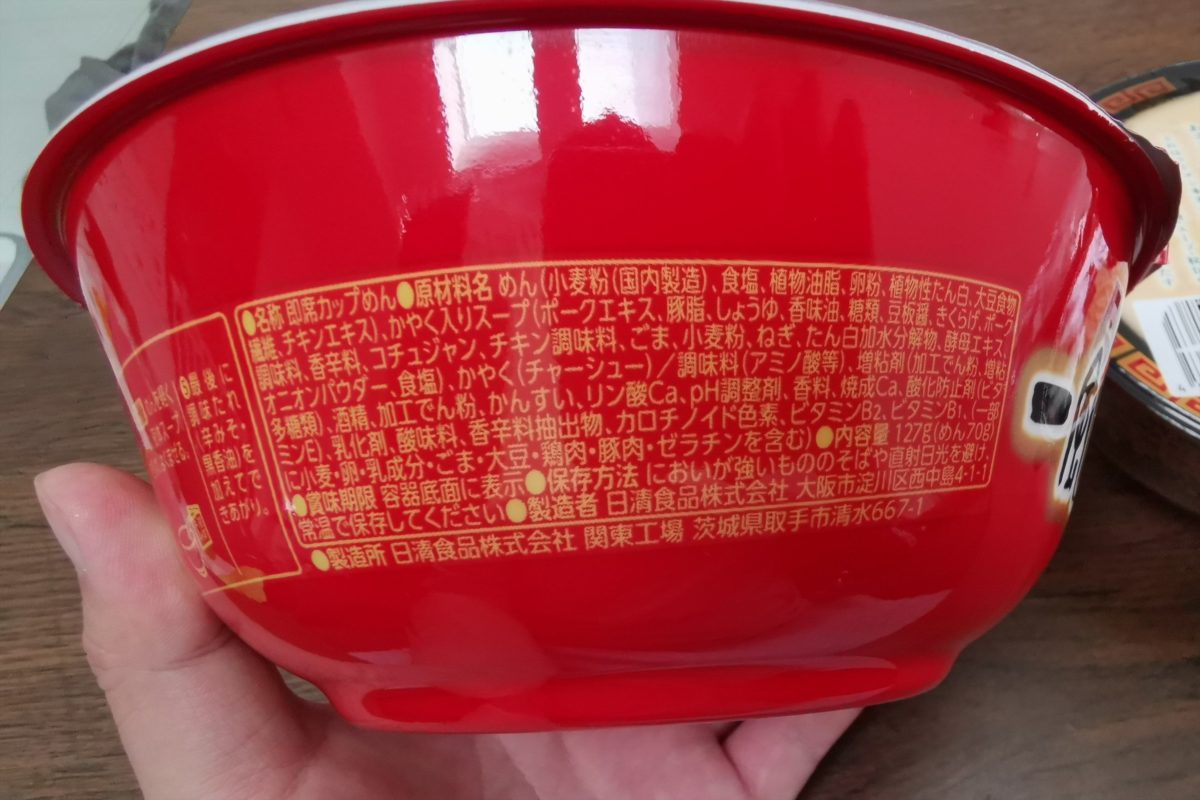 ●名称 即席カップめん●原材料名 めん(小麦粉(国内製造)、食塩、植物油脂、卵粉、植物性たん白、大豆食物
繊維、チキンエキス)、かやく入りスープ(ポークエキス、豚脂、しょうゆ、香味油、糖類、豆板醤、きくらげ、ポーク
調味料、香辛料、コチュジャン、チキン調味料、ごま、小麦粉、ねぎ、たん白加水分解物、酵母エキス、
オニオンパウダー、食塩)、かやく(チャーシュー)/調味料(アミノ酸等)、増粘剤(加工でん粉、増粘
多糖類)、酒精、加工でん粉、かんすい、リン酸Ca、pH調整剤、香料、焼成Ca、酸化防止剤(ビタ
ミンE)、乳化剤、酸味料、香辛料抽出物、カロチノイド色素、ビタミンB2、ビタミンB1、(一部
に小麦・卵・乳成分・ごま・大豆・鶏肉・豚肉・ゼラチンを含む)●内容量 127g(めん70g)
●賞味期限 容器底面に表示●保存方法 においが強いもののそばや直射日光を避け、
常温で保存してください●製造者 日清食品株式会社 大阪市淀川区西中島4-1-1
●製造所 日清食品株式会社 関東工場 茨城県取手市清水667-1
●最後に
調味たれ、
辛みそ、
加えてで
きあがり。